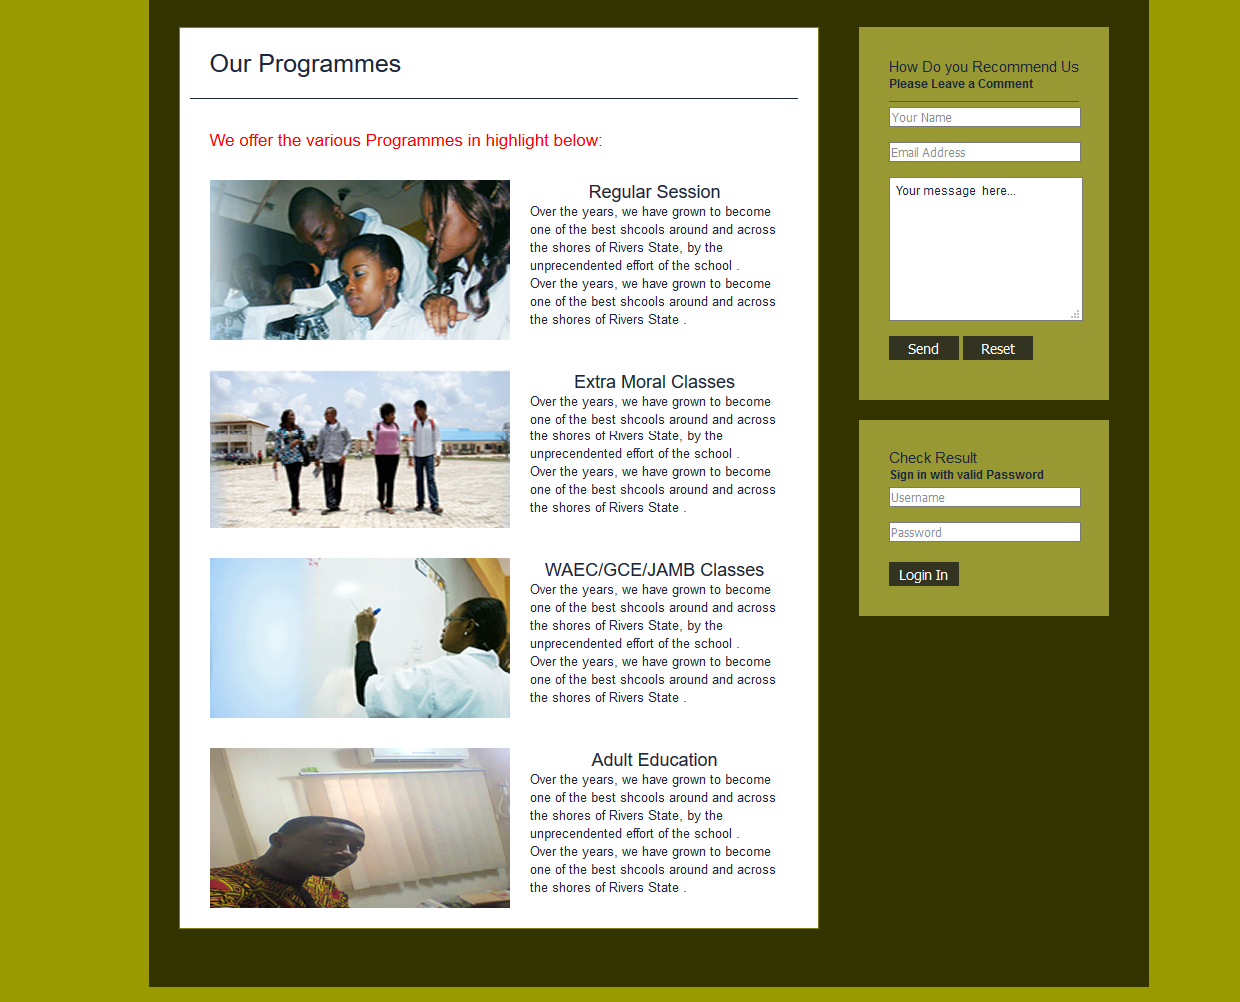 Our Programmes
We offer the various Programmes in highlight below:
Regular Session
Over the years, we have grown to become
one of the best shcools around and across
the shores of Rivers State, by the
unprecendented effort of the school .
Over the years, we have grown to become
one of the best shcools around and across
the shores of Rivers State .
Extra Moral Classes
Over the years, we have grown to become
one of the best shcools around and across
the shores of Rivers State, by the
unprecendented effort of the school .
Over the years, we have grown to become
one of the best shcools around and across
the shores of Rivers State .
WAEC/GCE/JAMB Classes
Over the years, we have grown to become
one of the best shcools around and across
the shores of Rivers State, by the
unprecendented effort of the school .
Over the years, we have grown to become
one of the best shcools around and across
the shores of Rivers State .
Adult Education
Over the years, we have grown to become
one of the best shcools around and across
the shores of Rivers State, by the
unprecendented effort of the school .
Over the years, we have grown to become
one of the best shcools around and across
the shores of Rivers State .
How Do you Recommend Us
Please Leave a Comment
Your Name
Email Address
Your message  here...
Send Reset
Check Result
Sign in with valid Password
Username
Password
Login In